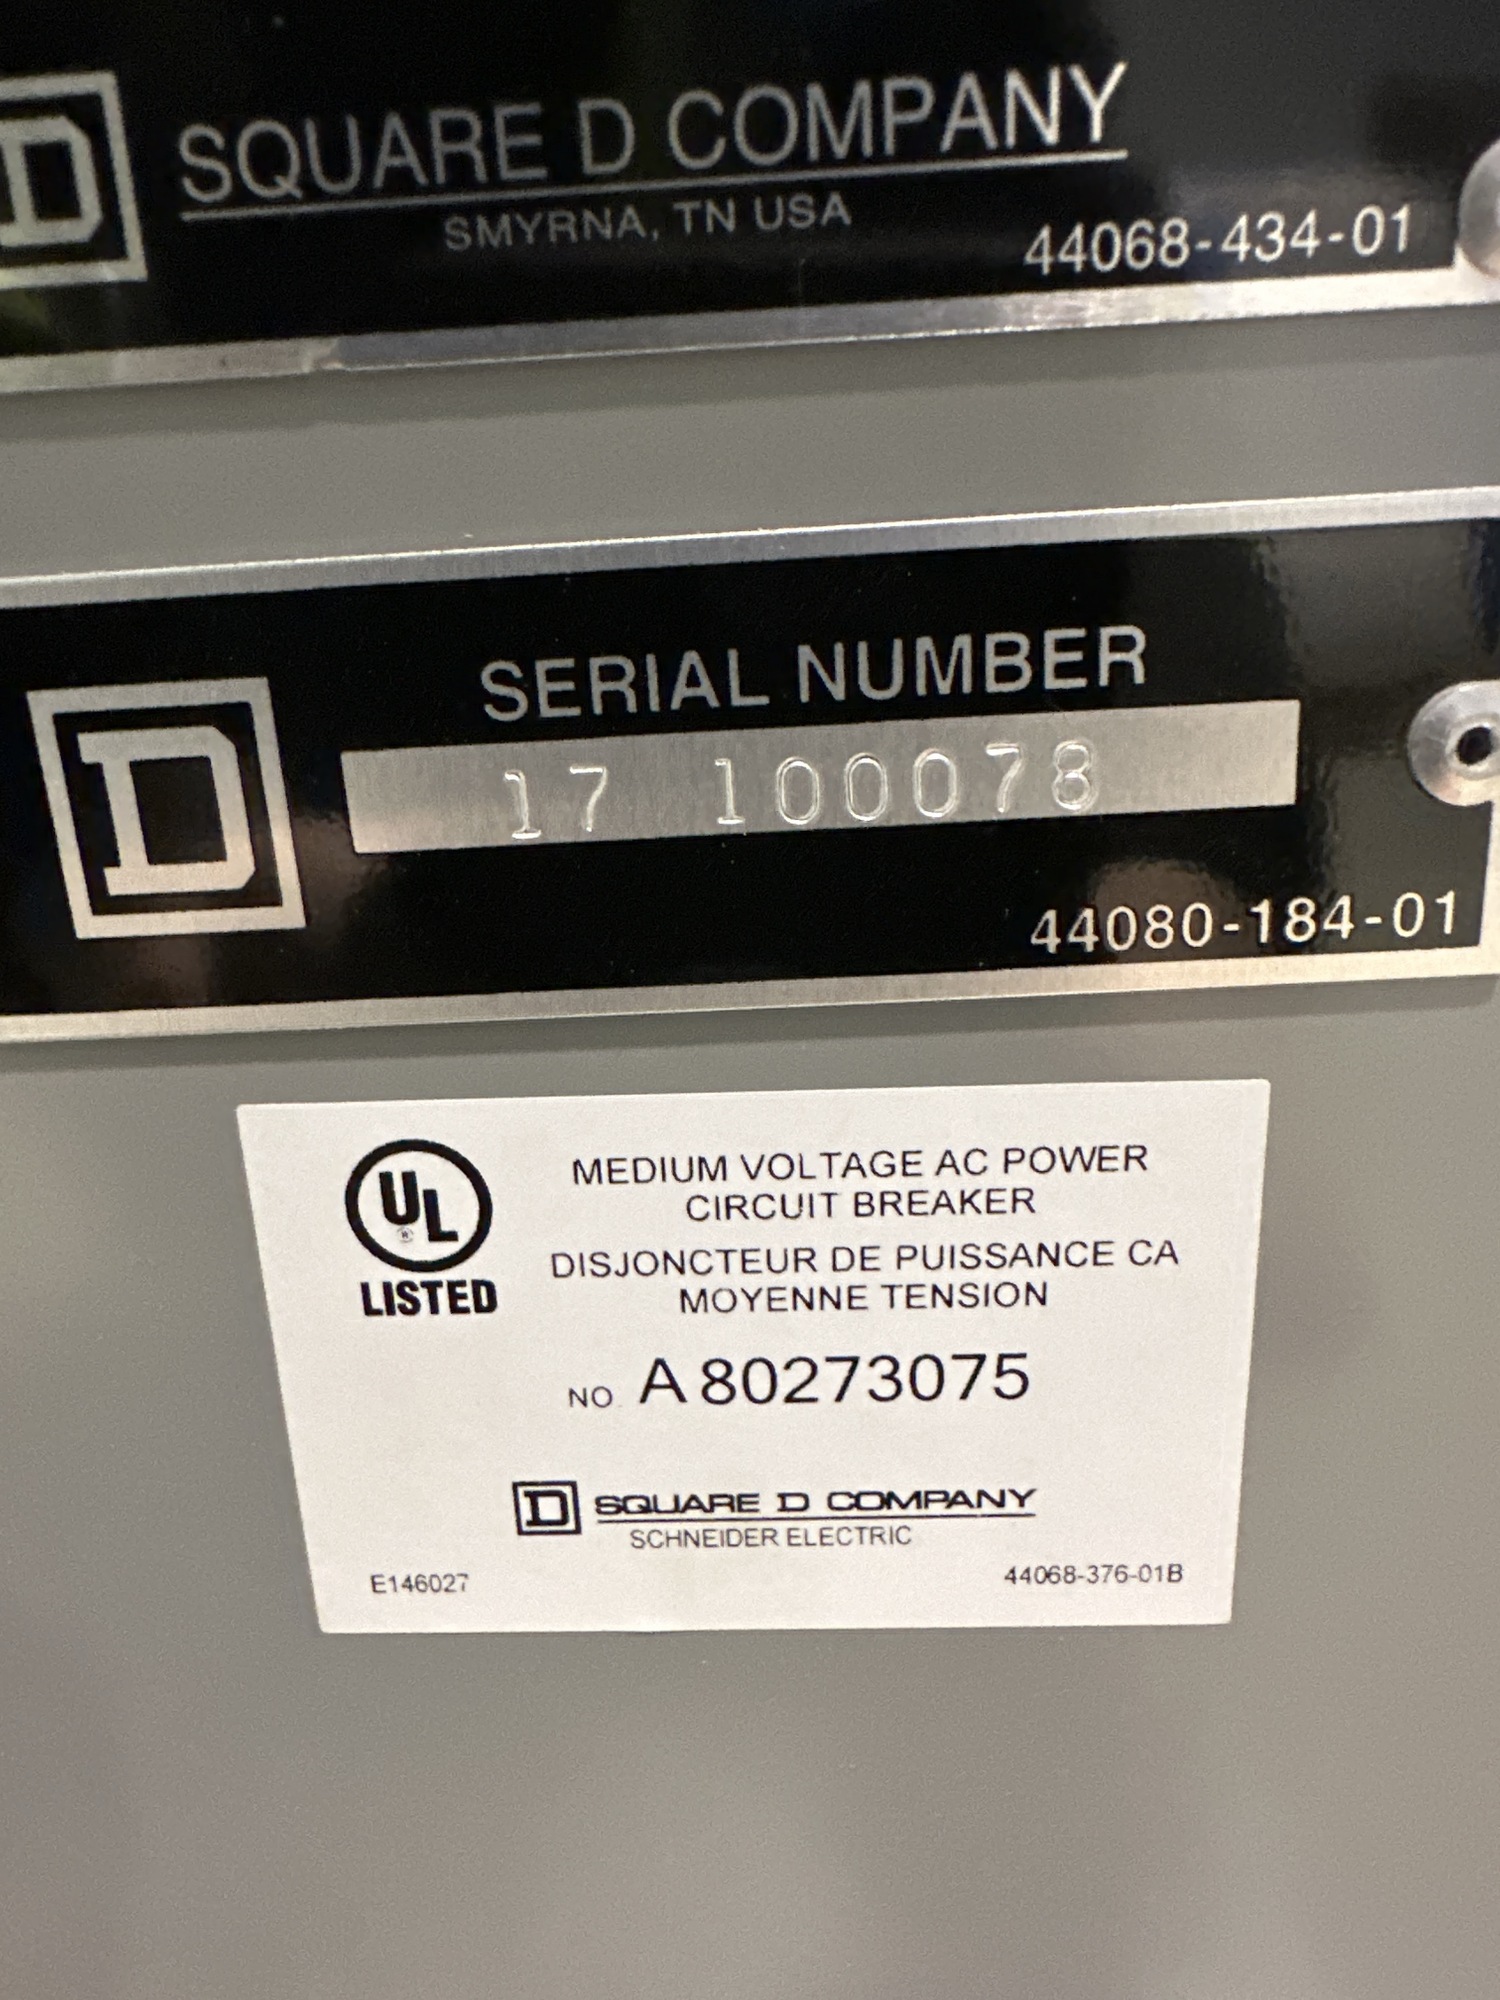 D SQUARE D COMPANY
SMYRNA, TN USA
44068-434-01
SERIAL NUMBER
D
17 100078
44080-184-01
UL
®
LISTED
MEDIUM VOLTAGE AC POWER
CIRCUIT BREAKER
DISJONCTEUR DE PUISSANCE CA
MOYENNE TENSION
NO. A 80273075
D SQUARE D COMPANY
SCHNEIDER ELECTRIC
E146027
44068-376-01B